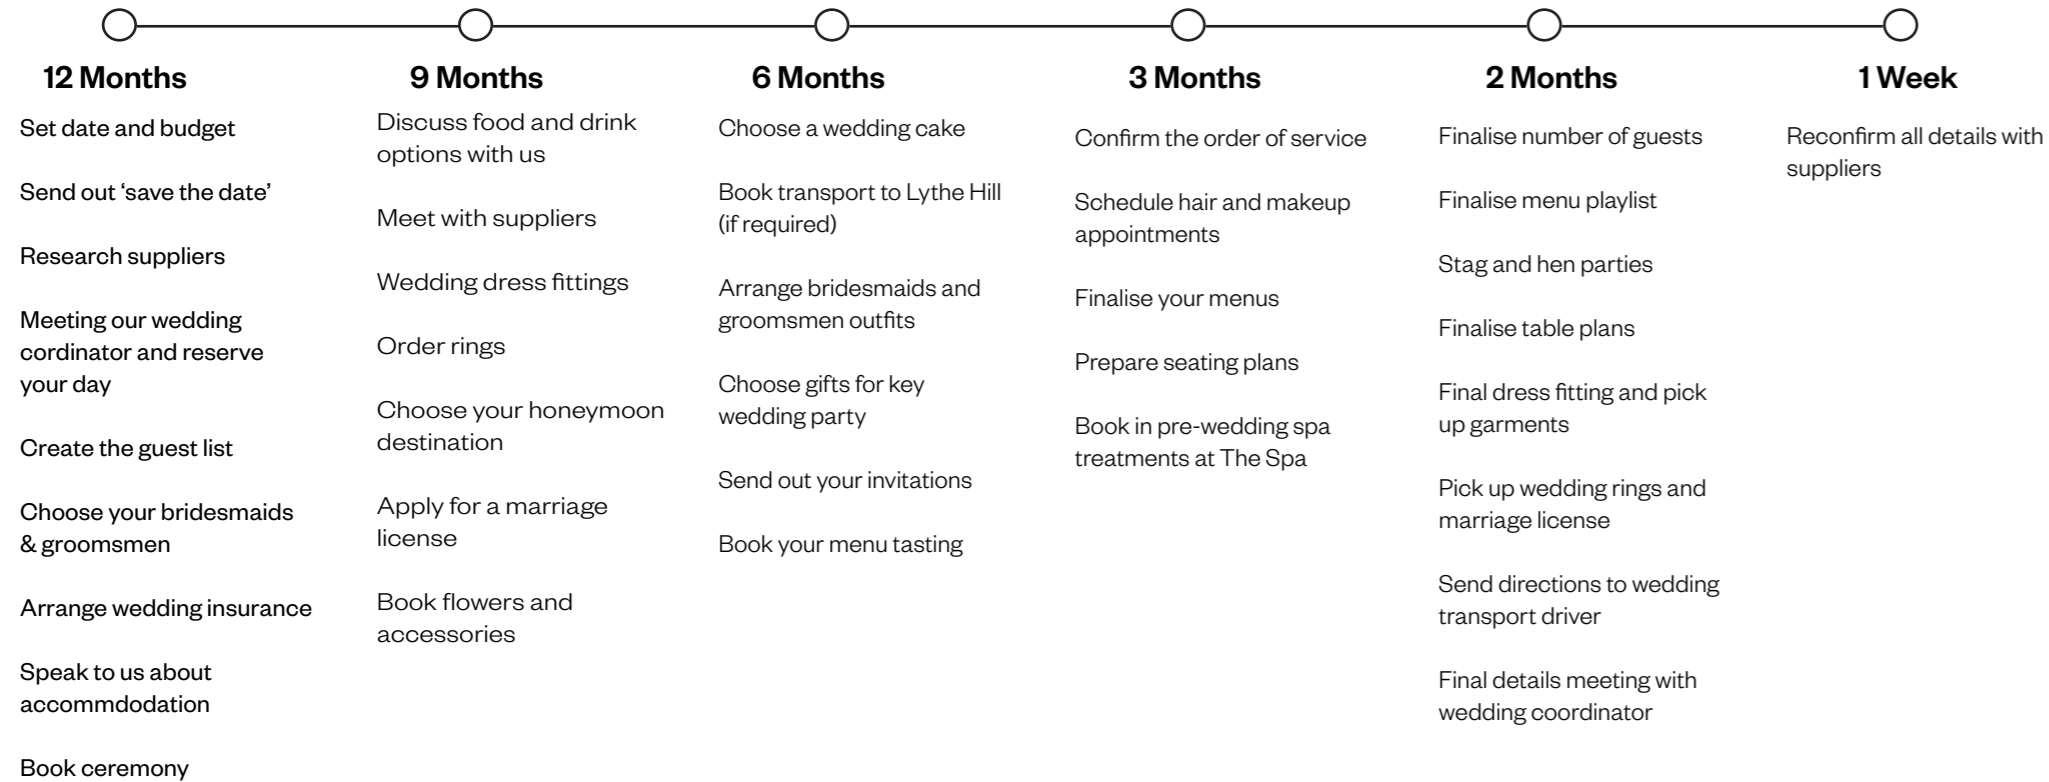 12 Months
Set date and budget
Send out ‘save the date’
Research suppliers
Meeting our wedding
cordinator and reserve
your day
Create the guest list
Choose your bridesmaids
& groomsmen
Arrange wedding insurance
Speak to us about
accommdodation
Book ceremony
9 Months
Discuss food and drink
options with us
Meet with suppliers
Wedding dress fittings
Order rings
Choose your honeymoon
destination
Apply for a marriage
license
Book flowers and
accessories
6 Months
Choose a wedding cake
Book transport to Lythe Hill
(if required)
Arrange bridesmaids and
groomsmen outfits
Choose gifts for key
wedding party
Send out your invitations
Book your menu tasting
3 Months
Confirm the order of service
Schedule hair and makeup
appointments
Finalise your menus
Prepare seating plans
Book in pre-wedding spa
treatments at The Spa
2 Months
Finalise number of guests
Finalise menu playlist
Stag and hen parties
Finalise table plans
Final dress fitting and pick
up garments
Pick up wedding rings and
marriage license
Send directions to wedding
transport driver
Final details meeting with
wedding coordinator
1 Week
Reconfirm all details with
suppliers